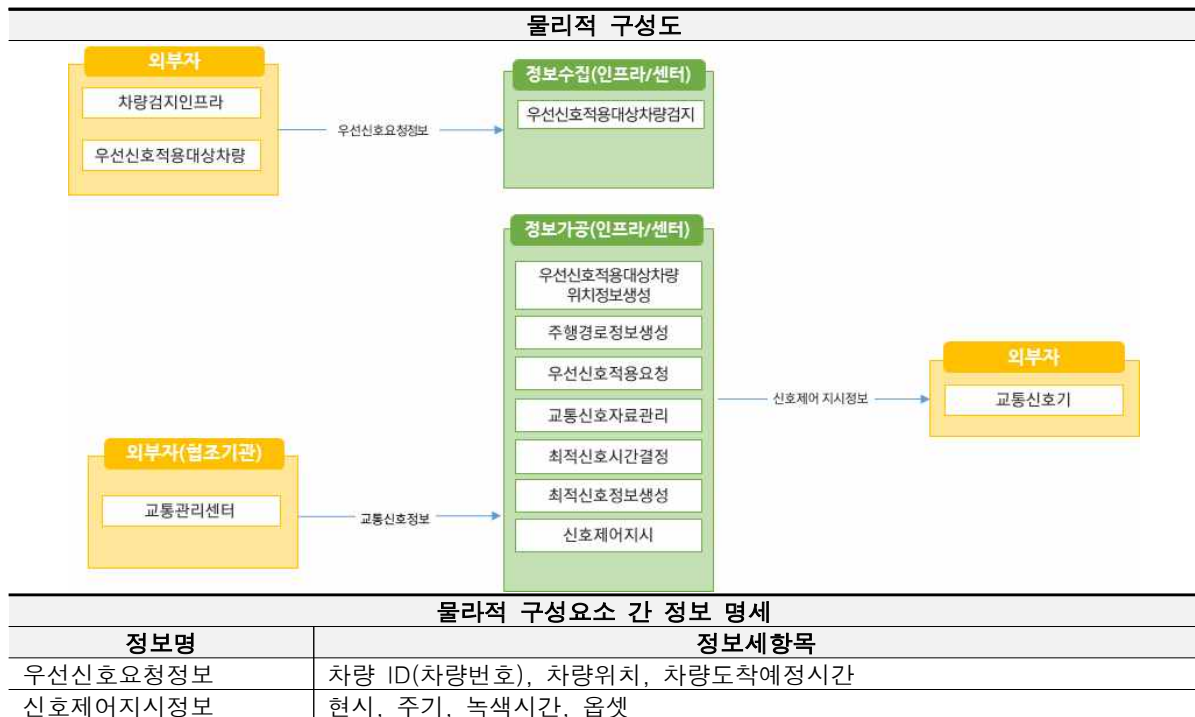 물리적 구성도
외부자
차량검지인프라
우선신호적용대상차량
우선신호요청정보
정보수집(인프라/센터)
우선신호적용대상차량검지
정보가공(인프라/센터)
우선신호적용대상차량
위치정보생성
주행경로정보생성
우선신호적용요청
교통신호자료관리
최적신호시간결정
최적신호정보생성
신호제어지시
외부자(협조기관)
교통관리센터
교통신호정보
신호제어 지시정보
외부자
교통신호기
물라적 구성요소 간 정보 명세
정보명 정보세항목
우선신호요청정보 차량 ID(차량번호), 차량위치, 차량도착예정시간
신호제어지시정보 현시, 주기, 녹색시간, 옵셋